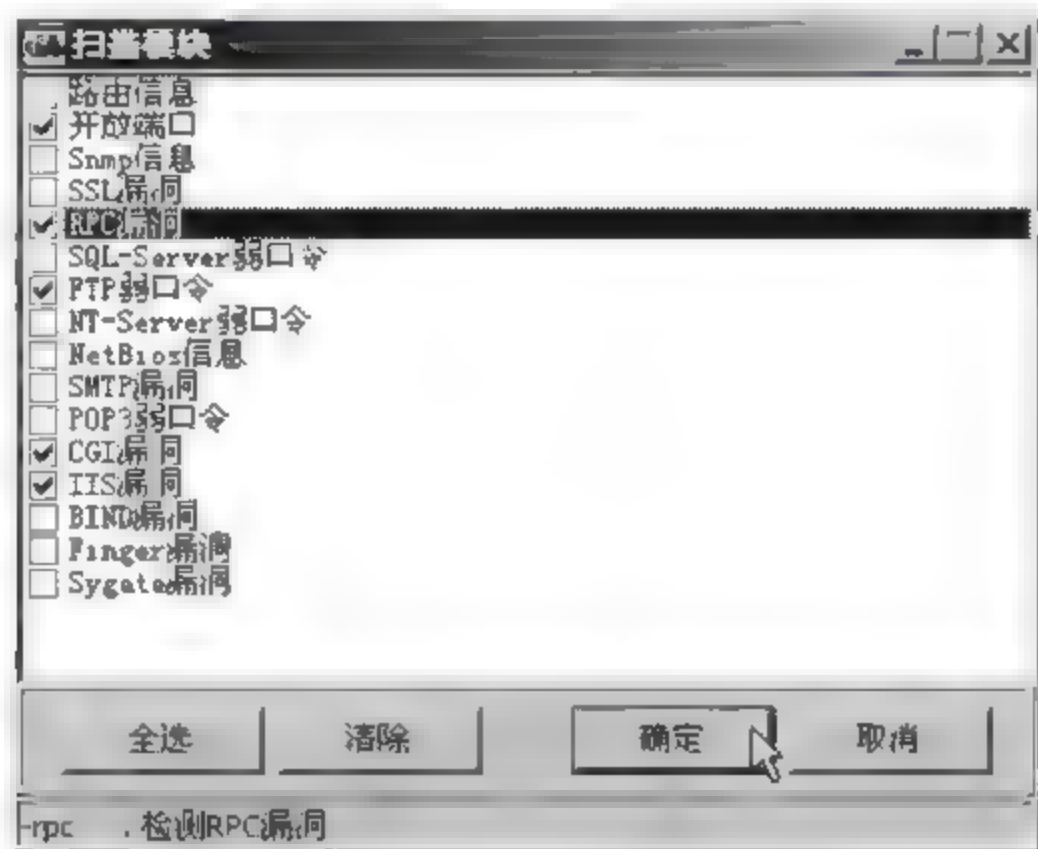 扫描模块
路由信息
开放端口
Snmp信息
SSL漏洞
RPC漏洞
SQL-Server弱口令
FTP弱口令
NT-Server弱口令
NetBios信息
SMTP漏洞
POP3弱口令
CGI漏洞
IIS漏洞
BIND漏洞
Finger漏洞
Sygate漏洞
全选 清除 确定 取消
-rpc : 检测RPC漏洞